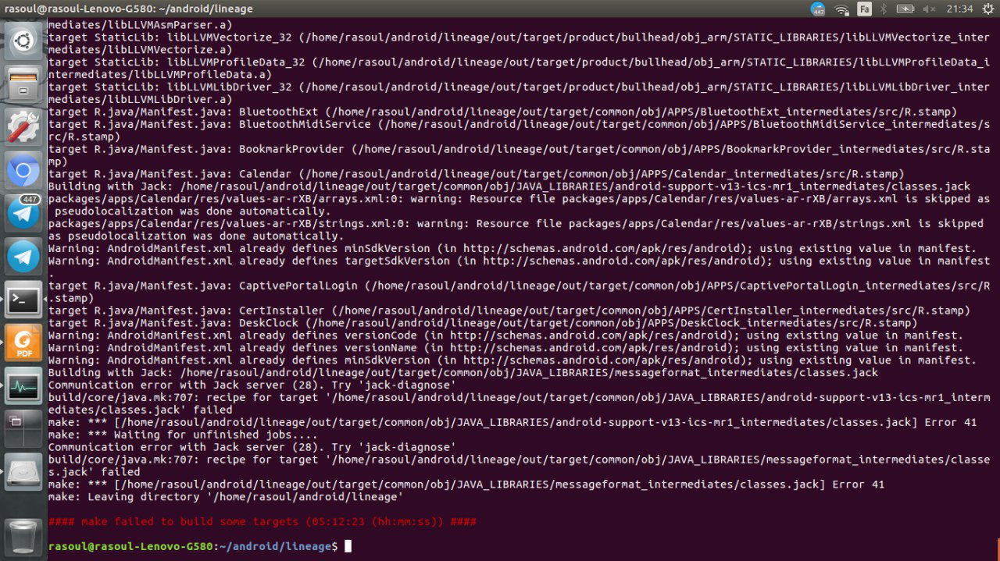 rasoul@rasoul-Lenovo-G580: ~/android/lineage
447
Fa
21:34
mediates/libLLVMAsmParser.a)
target StaticLib: libLLVMVectorize_32 (/home/rasoul/android/lineage/out/target/product/bullhead/obj_arm/STATIC_LIBRARIES/libLLVMVectorize_inter
mediates/libLLVMVectorize.a)
target StaticLib: libLLVMProfileData_32 (/home/rasoul/android/lineage/out/target/product/bullhead/obj_arm/STATIC_LIBRARIES/libLLVMProfileData_i
ntermediates/libLLVMProfileData.a)
target StaticLib: libLLVMLibDriver_32 (/home/rasoul/android/lineage/out/target/product/bullhead/obj_arm/STATIC_LIBRARIES/libLLVMLibDriver_inter
mediates/libLLVMLibDriver.a)
target R.java/Manifest.java: BluetoothExt (/home/rasoul/android/lineage/out/target/common/obj/APPS/BluetoothExt_intermediates/src/R.stamp)
target R.java/Manifest.java: BluetoothMidiService (/home/rasoul/android/lineage/out/target/common/obj/APPS/BluetoothMidiService_intermediates/s
rc/R.stamp)
target R.java/Manifest.java: BookmarkProvider (/home/rasoul/android/lineage/out/target/common/obj/APPS/BookmarkProvider_intermediates/src/R.sta
mp)
target R.java/Manifest.java: Calendar (/home/rasoul/android/lineage/out/target/common/obj/APPS/Calendar_intermediates/src/R.stamp)
Building with Jack: /home/rasoul/android/lineage/out/target/common/obj/JAVA_LIBRARIES/android-support-v13-ics-mr1_intermediates/classes.jack
packages/apps/Calendar/res/values-ar-rXB/arrays.xml:0: warning: Resource file packages/apps/Calendar/res/values-ar-rXB/arrays.xml is skipped as
pseudolocalization was done automatically.
packages/apps/Calendar/res/values-ar-rXB/strings.xml:0: warning: Resource file packages/apps/Calendar/res/values-ar-rXB/strings.xml is skipped
as pseudolocalization was done automatically.
Warning: AndroidManifest.xml already defines minSdkVersion (in http://schemas.android.com/apk/res/android); using existing value in manifest.
Warning: AndroidManifest.xml already defines targetSdkVersion (in http://schemas.android.com/apk/res/android); using existing value in manifest
.
target R.java/Manifest.java: CaptivePortalLogin (/home/rasoul/android/lineage/out/target/common/obj/APPS/CaptivePortalLogin_intermediates/src/R
.stamp)
target R.java/Manifest.java: CertInstaller (/home/rasoul/android/lineage/out/target/common/obj/APPS/CertInstaller_intermediates/src/R.stamp)
target R.java/Manifest.java: DeskClock (/home/rasoul/android/lineage/out/target/common/obj/APPS/DeskClock_intermediates/src/R.stamp)
Warning: AndroidManifest.xml already defines versionCode (in http://schemas.android.com/apk/res/android); using existing value in manifest.
Warning: AndroidManifest.xml already defines versionName (in http://schemas.android.com/apk/res/android); using existing value in manifest.
Warning: AndroidManifest.xml already defines minSdkVersion (in http://schemas.android.com/apk/res/android); using existing value in manifest.
Building with Jack: /home/rasoul/android/lineage/out/target/common/obj/JAVA_LIBRARIES/messageformat_intermediates/classes.jack
Communication error with Jack server (28). Try 'jack-diagnose'
build/core/java.mk:707: recipe for target '/home/rasoul/android/lineage/out/target/common/obj/JAVA_LIBRARIES/android-support-v13-ics-mr1_interm
ediates/classes.jack' failed
make: *** [/home/rasoul/android/lineage/out/target/common/obj/JAVA_LIBRARIES/android-support-v13-ics-mr1_intermediates/classes.jack] Error 41
make: *** Waiting for unfinished jobs....
Communication error with Jack server (28). Try 'jack-diagnose'
build/core/java.mk:707: recipe for target '/home/rasoul/android/lineage/out/target/common/obj/JAVA_LIBRARIES/messageformat_intermediates/classe
s.jack' failed
make: *** [/home/rasoul/android/lineage/out/target/common/obj/JAVA_LIBRARIES/messageformat_intermediates/classes.jack] Error 41
make: Leaving directory '/home/rasoul/android/lineage'
#### make failed to build some targets (05:12:23 (hh:mm:ss)) ####
rasoul@rasoul-Lenovo-G580:~/android/lineage$
447
>_
PDF